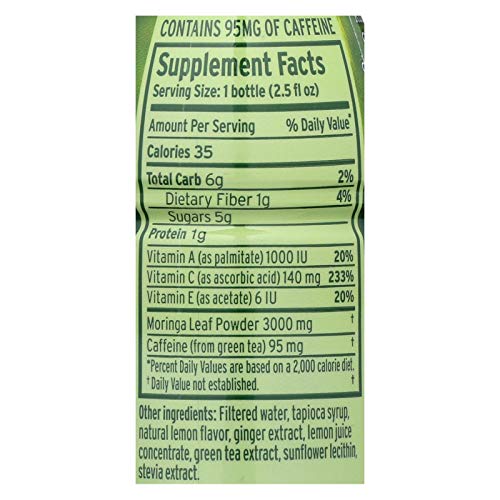 CONTAINS 95MG OF CAFFEINE
Supplement Facts
Serving Size: 1 bottle (2.5 fl oz)
Amount Per Serving % Daily Value*
Calories 35
Total Carb 6g 2%
Dietary Fiber 1g 4%
Sugars 5g
Protein 1g
Vitamin A (as palmitate) 1000 IU 20%
Vitamin C (as ascorbic acid) 140 mg 233%
Vitamin E (as acetate) 6 IU 20%
Moringa Leaf Powder 3000 mg †
Caffeine (from green tea) 95 mg †
*Percent Daily Values are based on a 2,000 calorie diet.
† Daily Value not established. †
Other ingredients: Filtered water, tapioca syrup,
natural lemon flavor, ginger extract, lemon juice
concentrate, green tea extract, sunflower lecithin,
stevia extract.